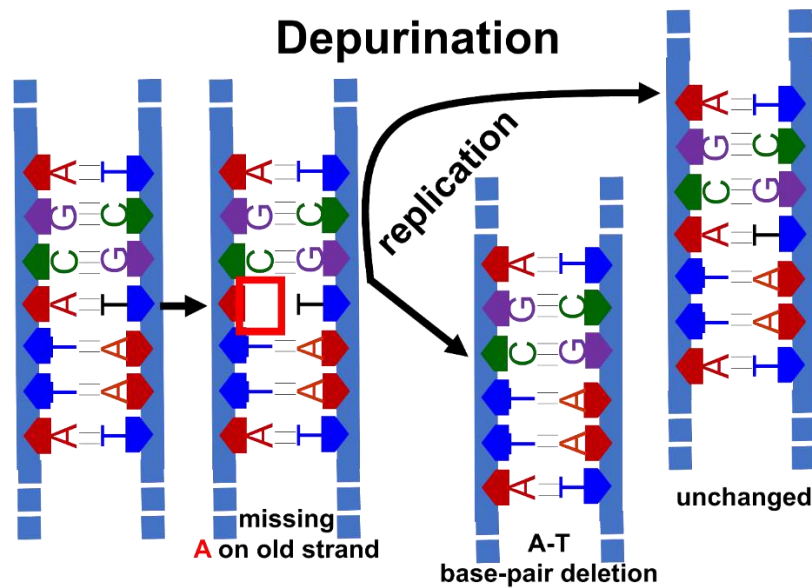 Depurination
A T
G C
C G
A T
T A
T A
A T
A T
G C
C G
T
T A
T A
A T
missing
A on old strand
replication
A T
G C
C G
T A
T A
A T
A-T
base-pair deletion
A T
G C
C G
A T
T A
T A
A T
unchanged